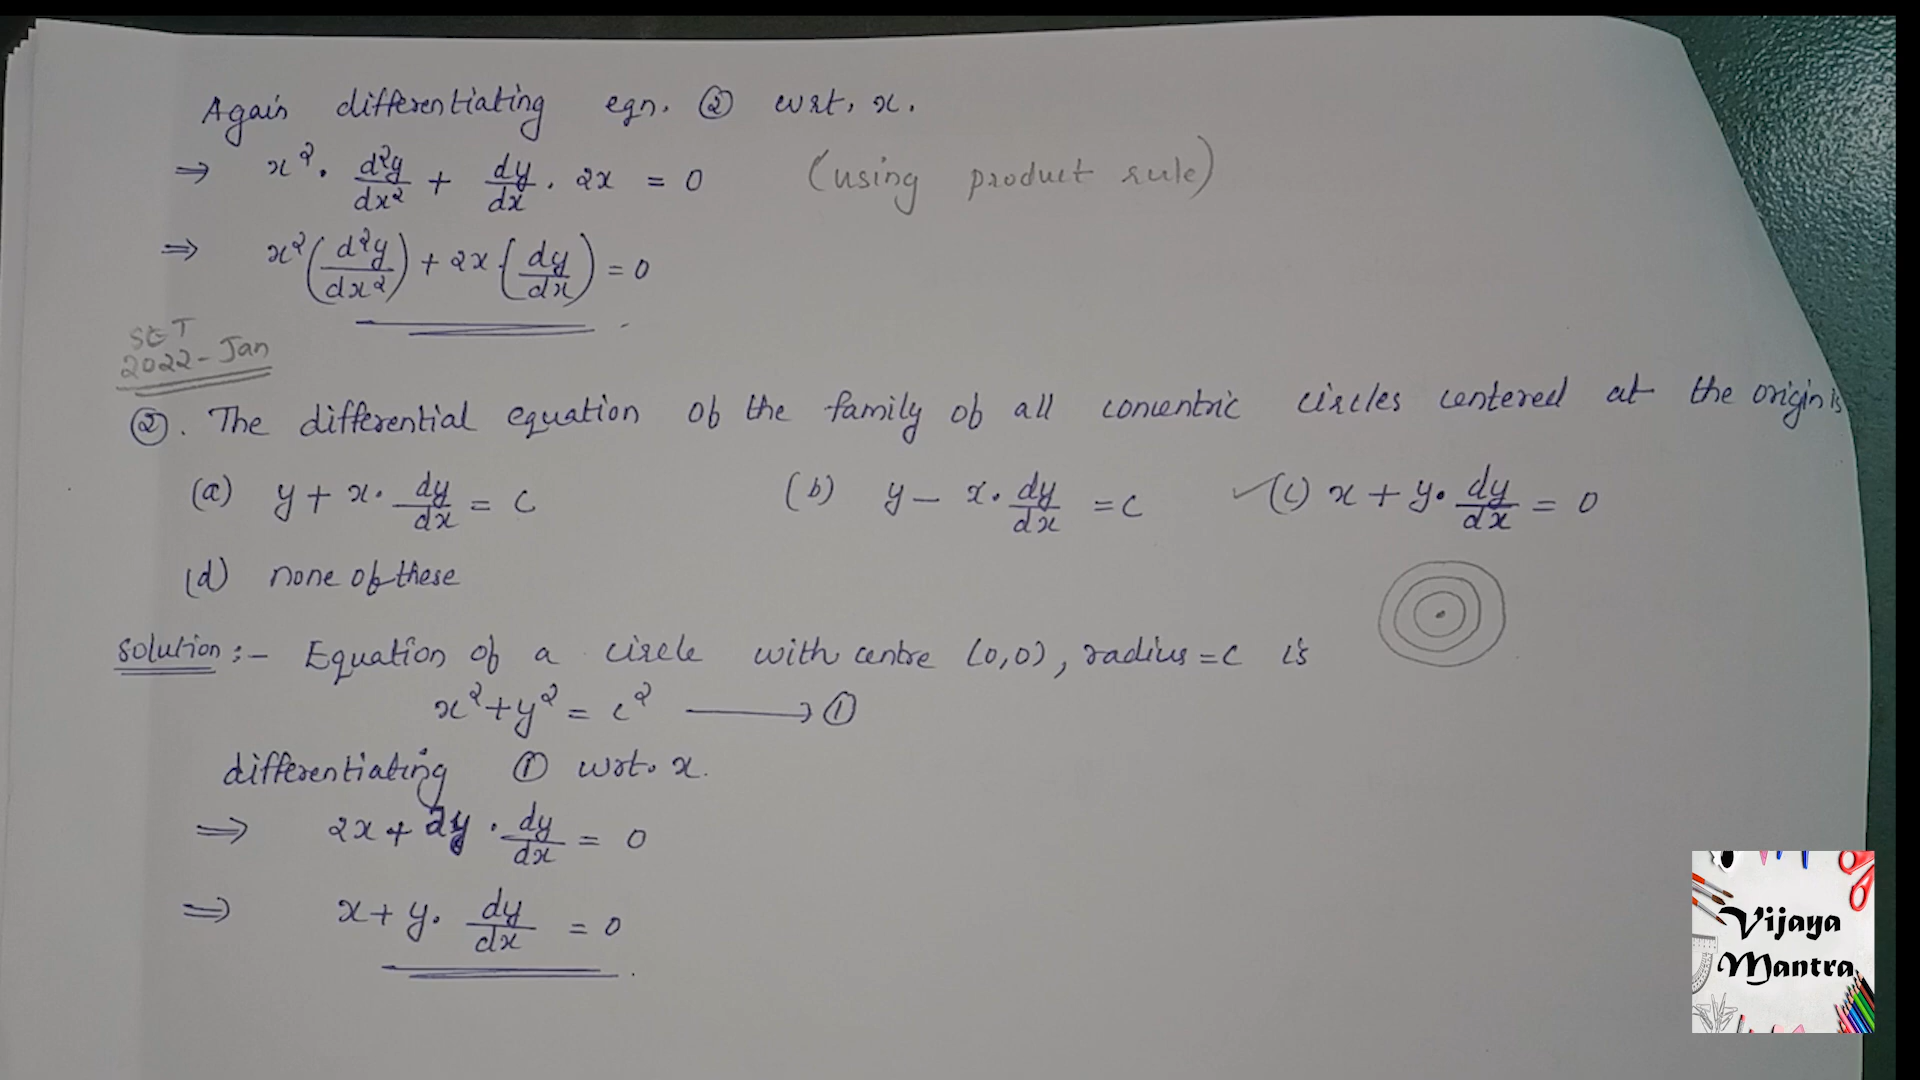 Again differentiating eqn. ② wrt. x.
⇒ x². d²y/dx² + dy/dx . 2x = 0 (using product rule)
⇒ x²(d²y/dx²) + 2x(dy/dx) = 0
SET
2022-Jan
②. The differential equation of the family of all concentric circles centered at the origin is
(a) y + x. dy/dx = c (b) y – x. dy/dx = c ✓(c) x + y. dy/dx = 0
(d) none of these
Solution :- Equation of a circle with centre (0,0), radius = c is
x² + y² = c² ⟶ ①
differentiating ① wrt. x.
⇒ 2x + 2y . dy/dx = 0
⇒ x + y. dy/dx = 0
Vijaya
Mantra